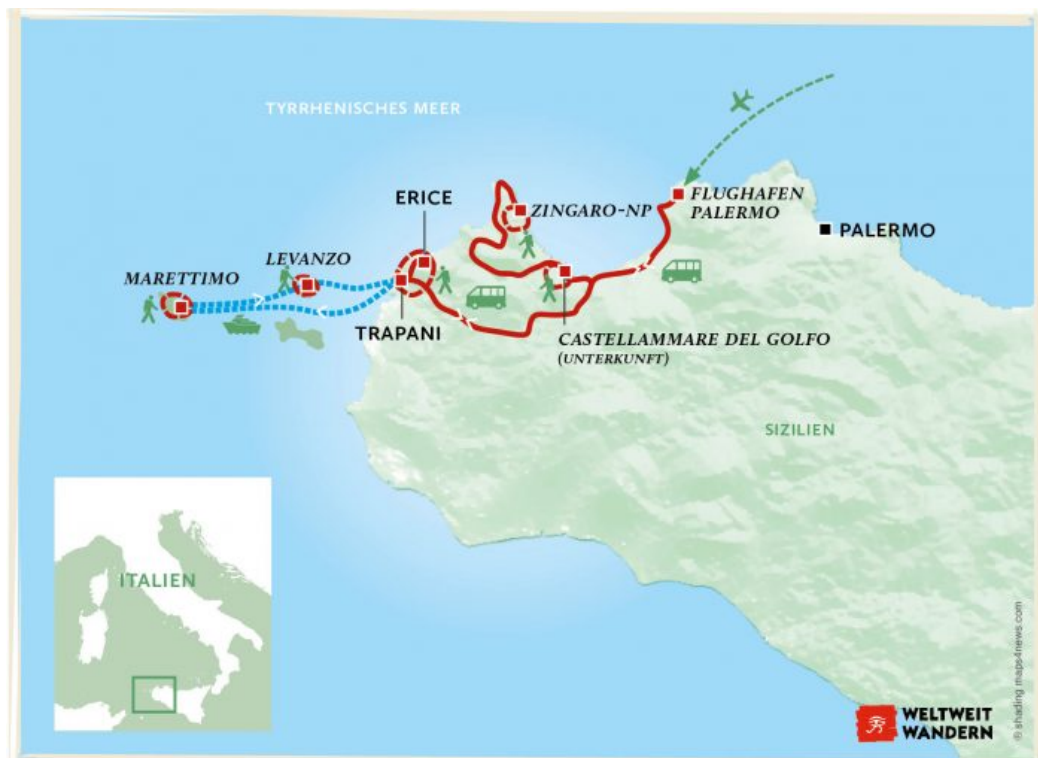 TYRRHENISCHES MEER
ERICE
ZINGARO-NP
FLUGHAFEN
PALERMO
PALERMO
LEVANZO
MARETTIMO
TRAPANI
CASTELLAMMARE DEL GOLFO
(UNTERKUNFT)
SIZILIEN
ITALIEN
WELTWEIT
WANDERN
© shading maps4news.com